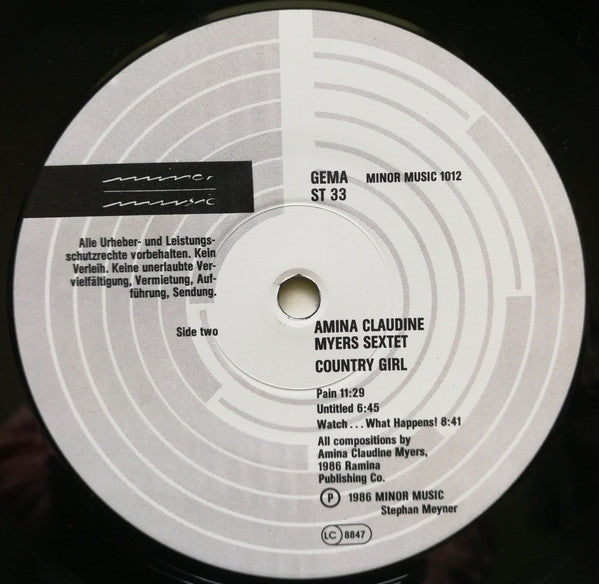 minor
music
GEMA MINOR MUSIC 1012
ST 33
Alle Urheber- und Leistungs-
schutzrechte vorbehalten. Kein
Verleih. Keine unerlaubte Ver-
vielfältigung, Vermietung, Auf-
führung, Sendung.
Side two
AMINA CLAUDINE
MYERS SEXTET
COUNTRY GIRL
Pain 11:29
Untitled 6:45
Watch . . . What Happens! 8:41
All compositions by
Amina Claudine Myers,
1986 Ramina
Publishing Co.
Ⓟ 1986 MINOR MUSIC
Stephan Meyner
LC 8847